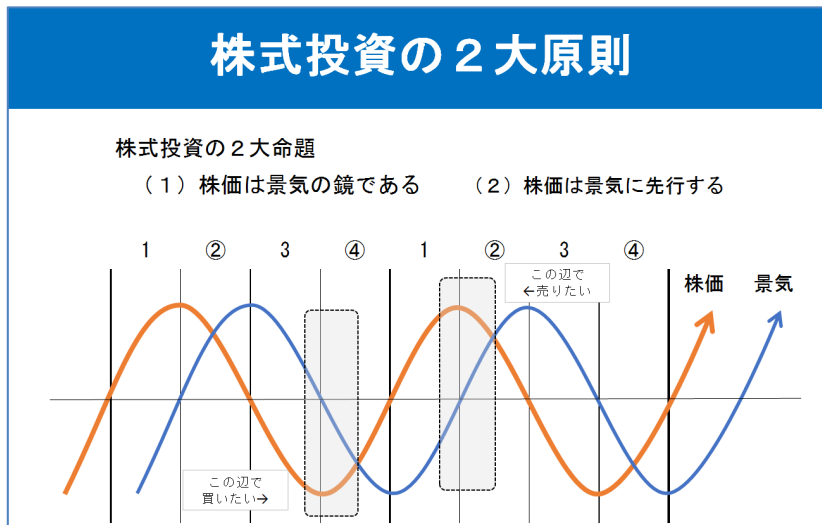 株式投資の２大原則
株式投資の２大命題
（１）株価は景気の鏡である
（２）株価は景気に先行する
1 ② 3 ④ 1 ② 3 ④
この辺で
←売りたい
株価 景気
この辺で
買いたい→